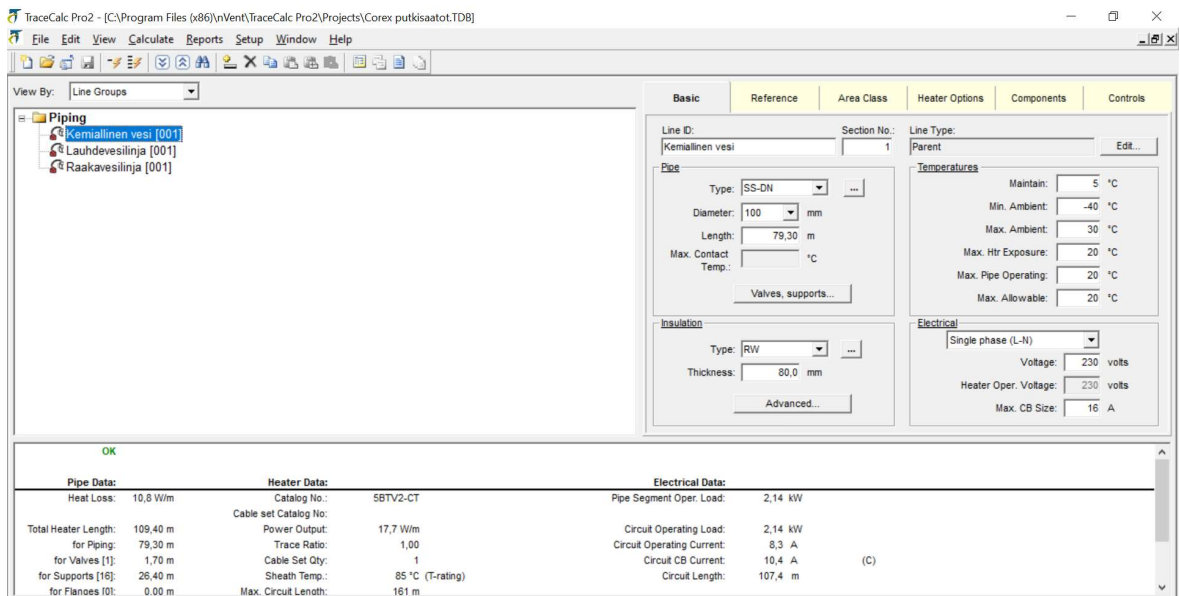 TraceCalc Pro2 - [C:\Program Files (x86)\nVent\TraceCalc Pro2\Projects\Corex putkisaatot.TDB]
File Edit View Calculate Reports Setup Window Help
View By: Line Groups
Piping
Kemiallinen vesi [001]
Lauhdevesilinja [001]
Raakavesilinja [001]
Basic Reference Area Class Heater Options Components Controls
Line ID: Section No.: Line Type:
Kemiallinen vesi 1 Parent Edit...
Pipe
Type: SS-DN ...
Diameter: 100 mm
Length: 79,30 m
Max. Contact Temp.: °C
Valves, supports...
Temperatures
Maintain: 5 °C
Min. Ambient: -40 °C
Max. Ambient: 30 °C
Max. Htr Exposure: 20 °C
Max. Pipe Operating: 20 °C
Max. Allowable: 20 °C
Insulation
Type: RW ...
Thickness: 80,0 mm
Advanced...
Electrical
Single phase (L-N)
Voltage: 230 volts
Heater Oper. Voltage: 230 volts
Max. CB Size: 16 A
OK
Pipe Data: Heater Data: Electrical Data:
Heat Loss: 10,8 W/m Catalog No.: 5BTV2-CT Pipe Segment Oper. Load: 2,14 kW
Cable set Catalog No:
Total Heater Length: 109,40 m Power Output: 17,7 W/m Circuit Operating Load: 2,14 kW
for Piping: 79,30 m Trace Ratio: 1,00 Circuit Operating Current: 8,3 A
for Valves [1]: 1,70 m Cable Set Qty: 1 Circuit CB Current: 10,4 A (C)
for Supports [16]: 26,40 m Sheath Temp.: 85 °C (T-rating) Circuit Length: 107,4 m
for Flanges [0]: 0,00 m Max. Circuit Length: 161 m